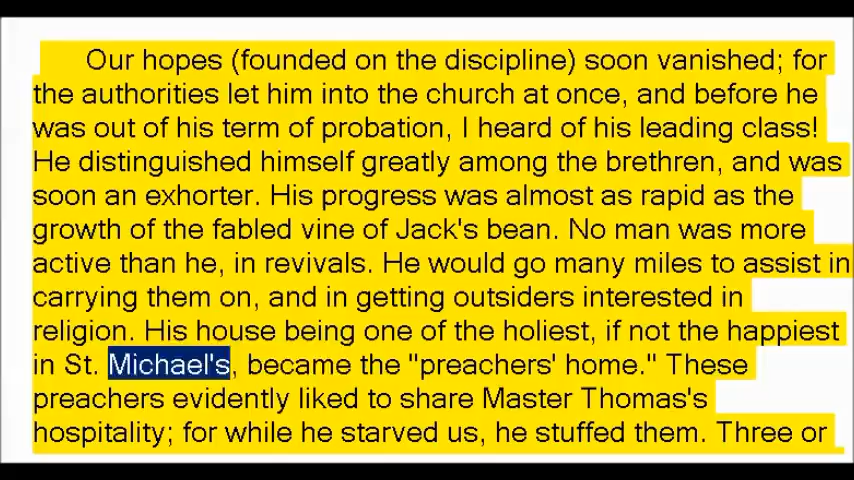 Our hopes (founded on the discipline) soon vanished; for
the authorities let him into the church at once, and before he
was out of his term of probation, I heard of his leading class!
He distinguished himself greatly among the brethren, and was
soon an exhorter. His progress was almost as rapid as the
growth of the fabled vine of Jack's bean. No man was more
active than he, in revivals. He would go many miles to assist in
carrying them on, and in getting outsiders interested in
religion. His house being one of the holiest, if not the happiest
in St. Michael's, became the "preachers' home." These
preachers evidently liked to share Master Thomas's
hospitality; for while he starved us, he stuffed them. Three or